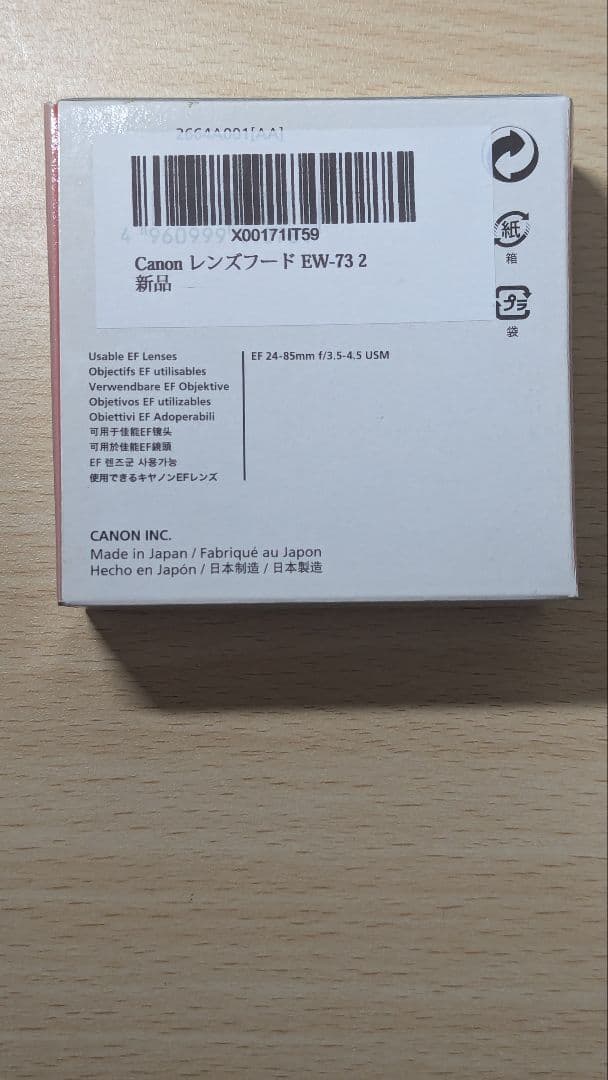 2664A001[AA]
4 960999
X00171IT59
Canon レンズフード EW-73 2
新品
紙
箱
プラ
袋
Usable EF Lenses
Objectifs EF utilisables
Verwendbare EF Objektive
Objetivos EF utilizables
Obiettivi EF Adoperabili
可用于佳能EF镜头
可用於佳能EF鏡頭
EF 렌즈군 사용가능
使用できるキヤノンEFレンズ
EF 24-85mm f/3.5-4.5 USM
CANON INC.
Made in Japan / Fabriqué au Japon
Hecho en Japón / 日本制造 / 日本製造